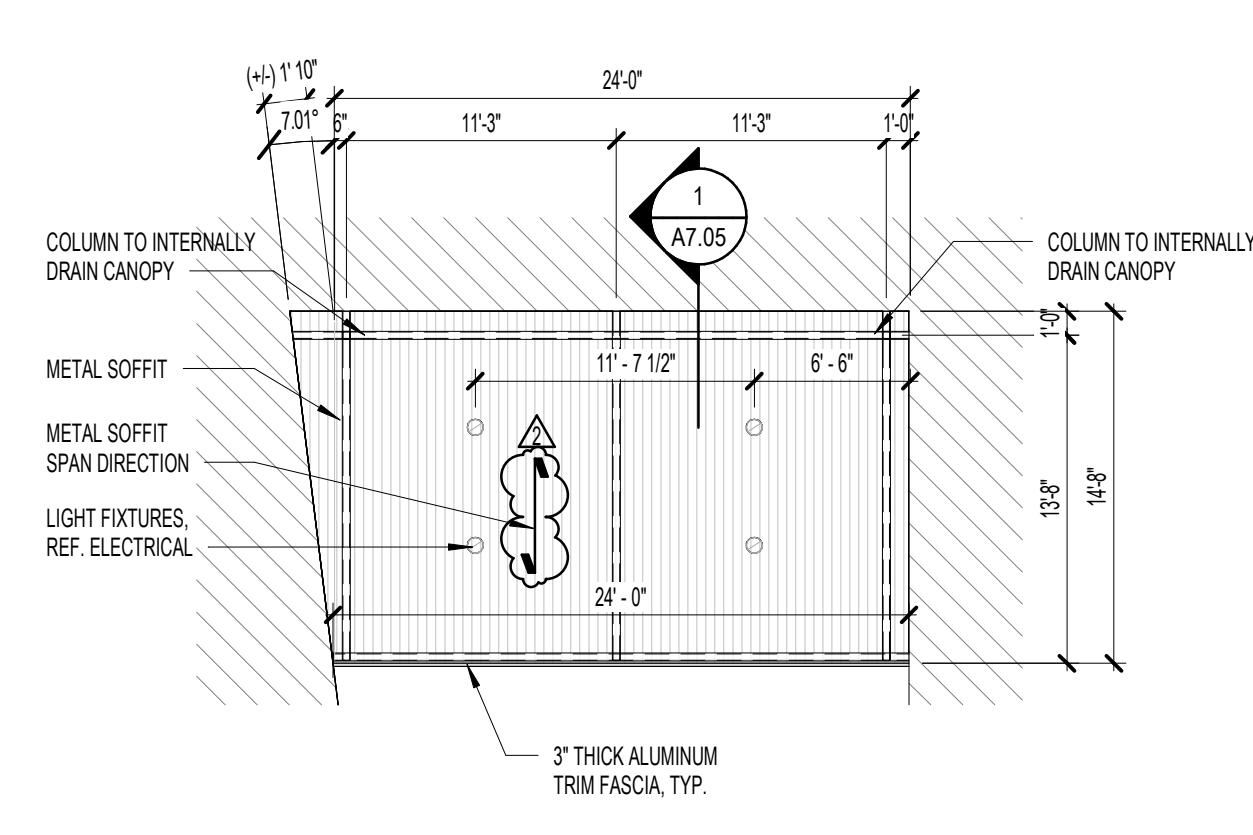 (+/-) 1' 10"
24'-0"
7.01°
6"
11'-3"
11'-3"
1'-0"
1
A7.05
COLUMN TO INTERNALLY
DRAIN CANOPY
COLUMN TO INTERNALLY
DRAIN CANOPY
1'-0"
METAL SOFFIT
11' - 7 1/2"
6' - 6"
METAL SOFFIT
SPAN DIRECTION
2
13'-8"
14'-8"
LIGHT FIXTURES,
REF. ELECTRICAL
24' - 0"
3" THICK ALUMINUM
TRIM FASCIA, TYP.